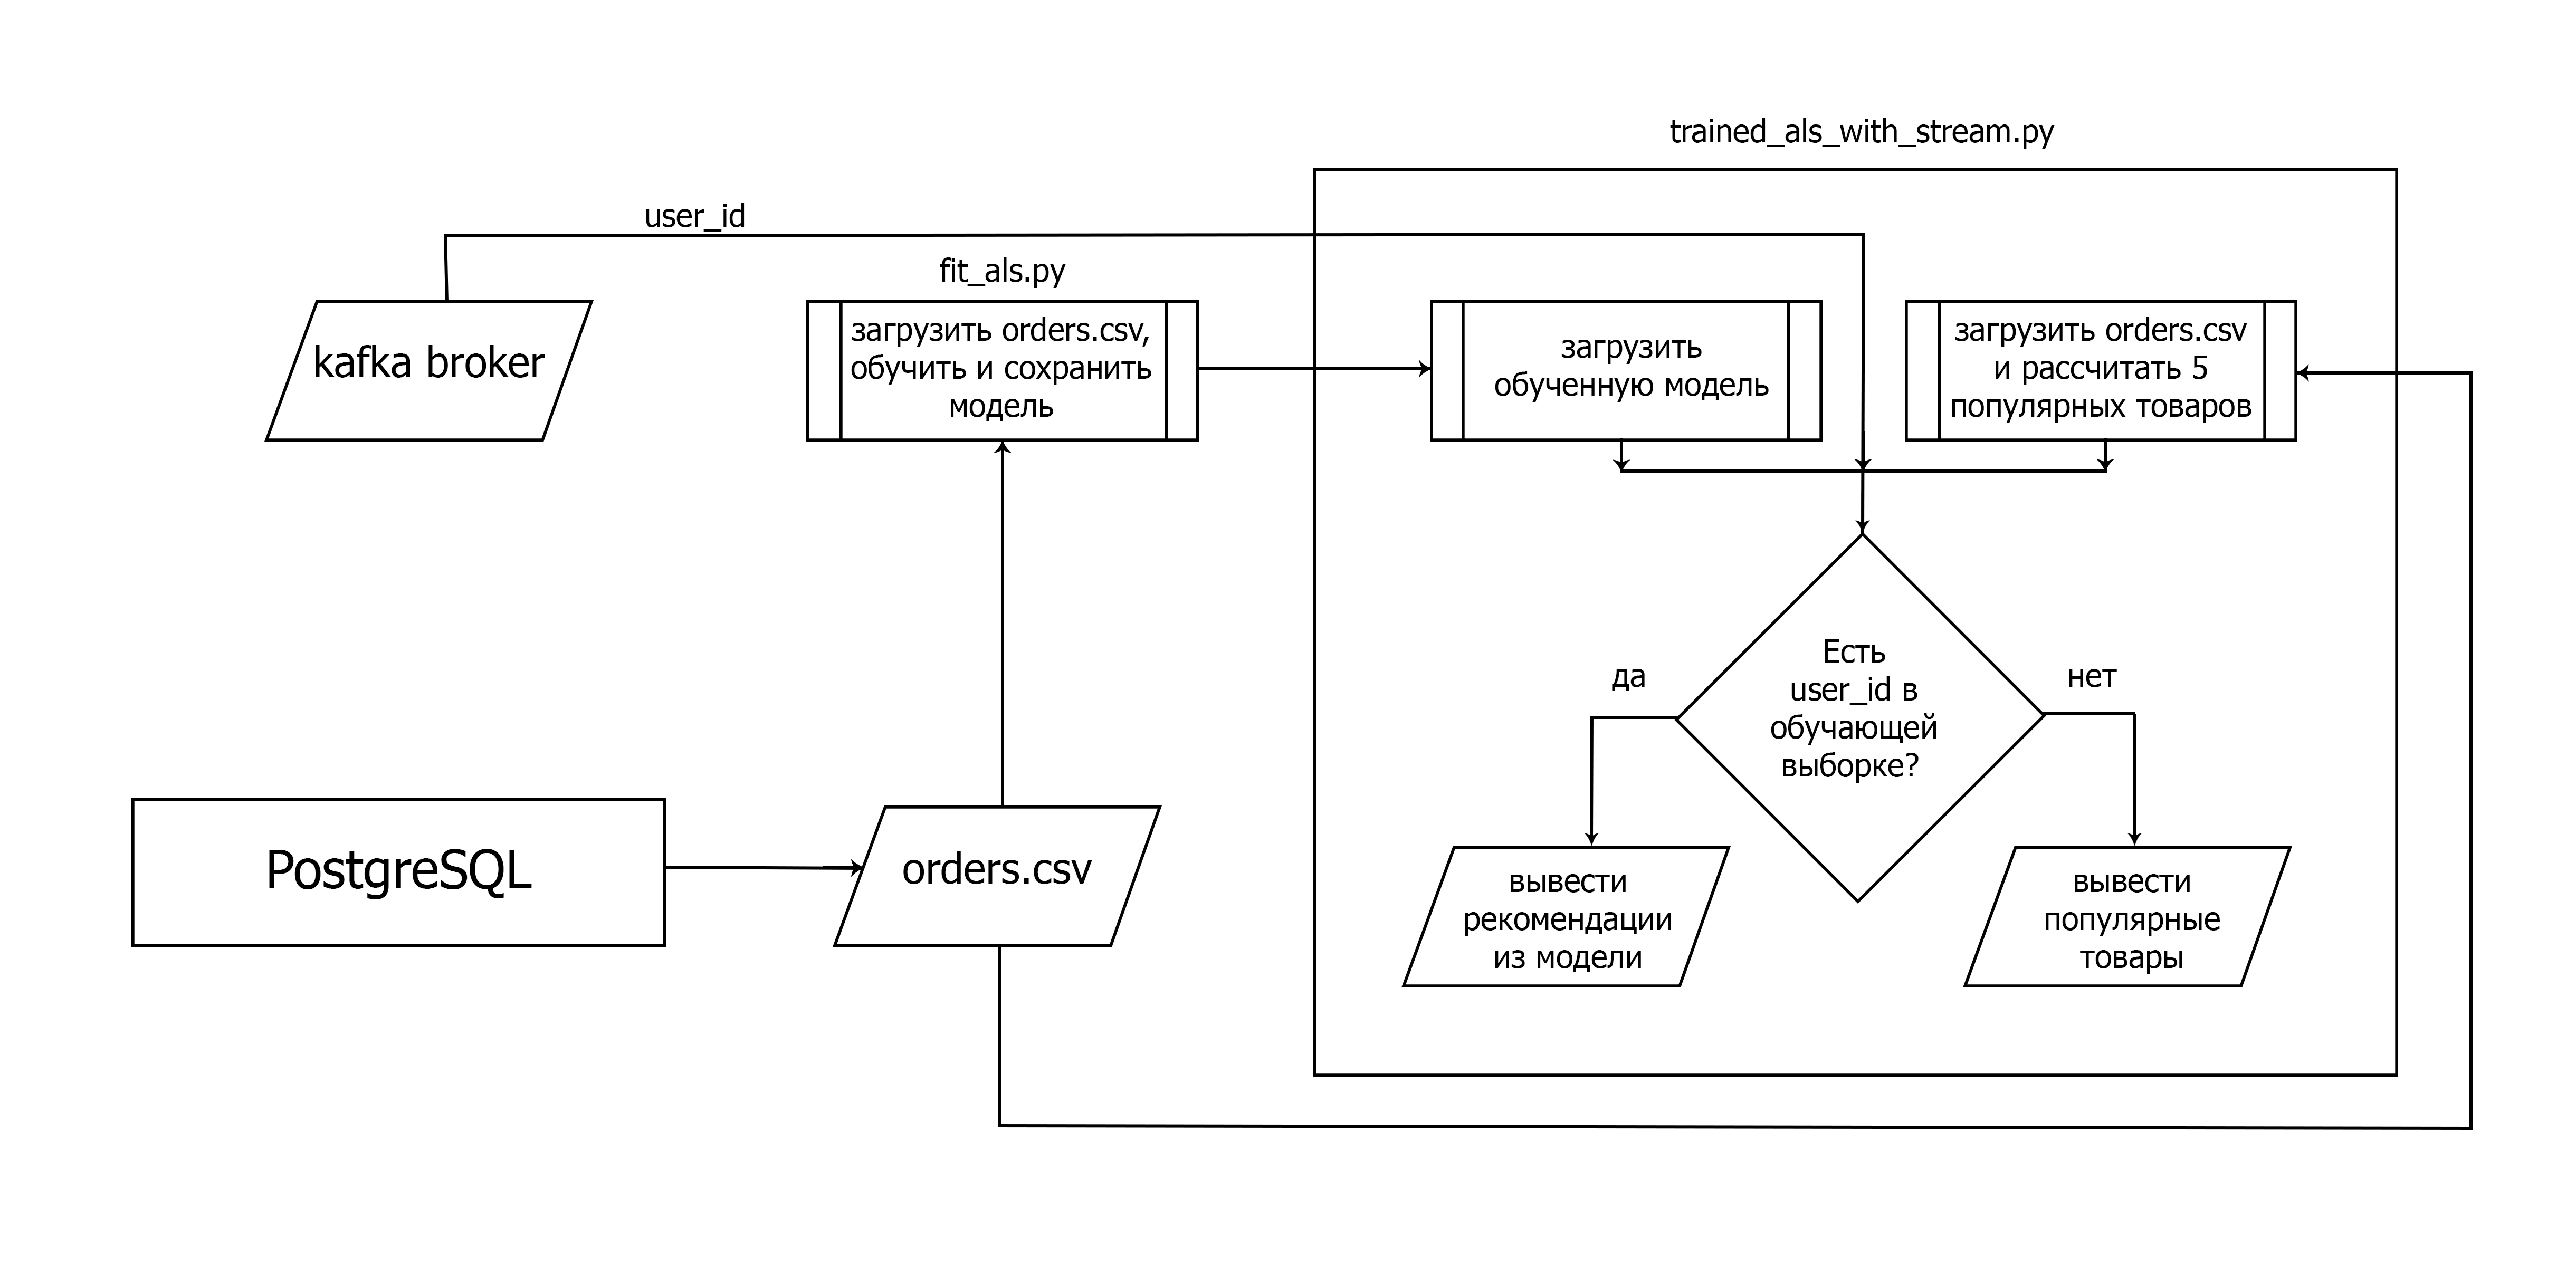 trained_als_with_stream.py
user_id
fit_als.py
kafka broker
загрузить orders.csv,
обучить и сохранить
модель
загрузить
обученную модель
загрузить orders.csv
и рассчитать 5
популярных товаров
Есть
user_id в
обучающей
выборке?
да
нет
PostgreSQL
orders.csv
вывести
рекомендации
из модели
вывести
популярные
товары